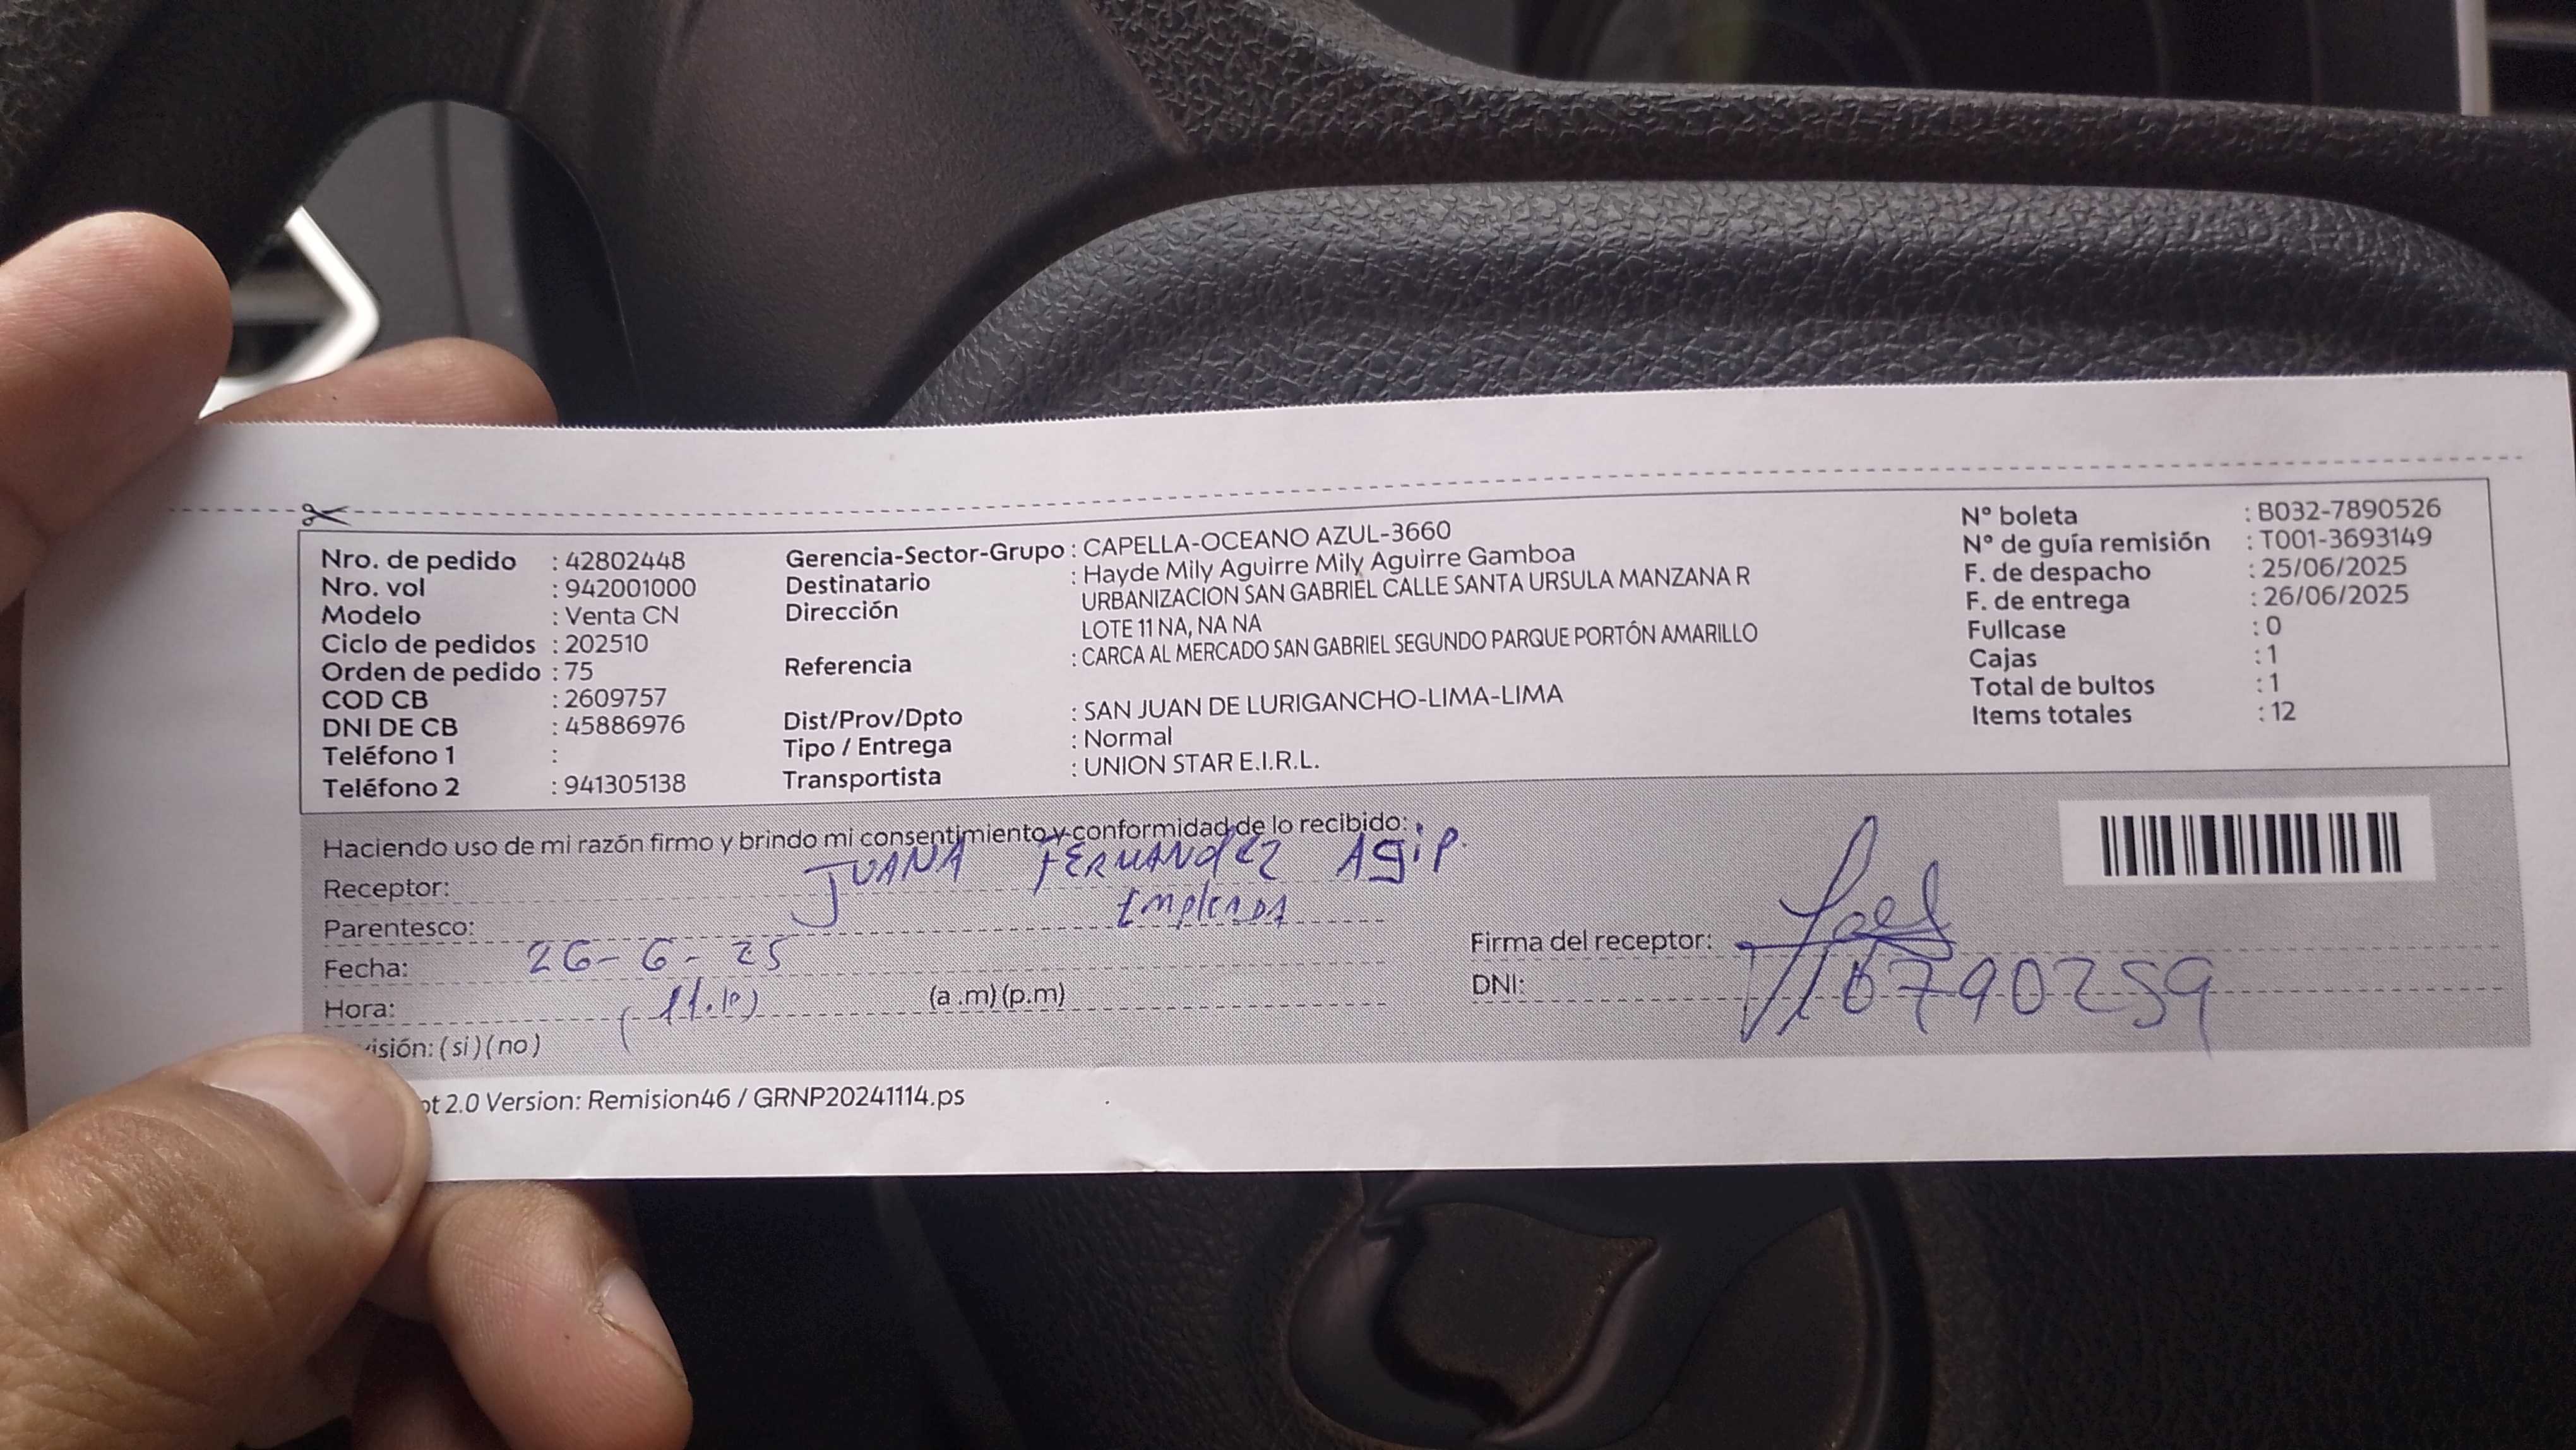 Nro. de pedido : 42802448
Nro. vol : 942001000
Modelo : Venta CN
Ciclo de pedidos : 202510
Orden de pedido : 75
COD CB : 2609757
DNI DE CB : 45886976
Teléfono 1 :
Teléfono 2 : 941305138
Gerencia-Sector-Grupo : CAPELLA-OCEANO AZUL-3660
Destinatario : Hayde Mily Aguirre Mily Aguirre Gamboa
Dirección URBANIZACION SAN GABRIEL CALLE SANTA URSULA MANZANA R
LOTE 11 NA, NA NA
Referencia : CARCA AL MERCADO SAN GABRIEL SEGUNDO PARQUE PORTÓN AMARILLO
Dist/Prov/Dpto : SAN JUAN DE LURIGANCHO-LIMA-LIMA
Tipo / Entrega : Normal
Transportista : UNION STAR E.I.R.L.
N° boleta : B032-7890526
N° de guía remisión : T001-3693149
F. de despacho : 25/06/2025
F. de entrega : 26/06/2025
Fullcase : 0
Cajas : 1
Total de bultos : 1
Items totales : 12
Haciendo uso de mi razón firmo y brindo mi consentimiento y conformidad de lo recibido:
Receptor: JUANA FERNANDEZ AGIP.
Parentesco: Empleada
Fecha: 26-6-25
Hora: (11.10) (a.m) (p.m)
visión: (si) (no)
Firma del receptor:
DNI: 16790259
ot 2.0 Version: Remision46 / GRNP20241114.ps